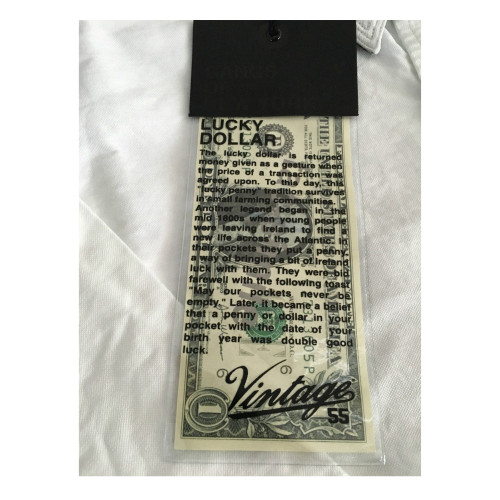 LUCKY
DOLLAR
The lucky dollar is returned
money given as a gesture when
the price of a transaction was
agreed upon. To this day, this
"lucky penny" tradition survives
in small farming communities.
Another legend began in the
mid 1800s when young people
were leaving Ireland to find
new life across the Atlantic. In
their pockets they put a penny,
a way of bringing a bit of Ireland
luck with them. They were bid
farewell with the following toast
"May our pockets never be
empty." Later, it became a belief
that a penny or dollar in your
pocket with the date of your
birth year was double good
luck.
Vintage
55